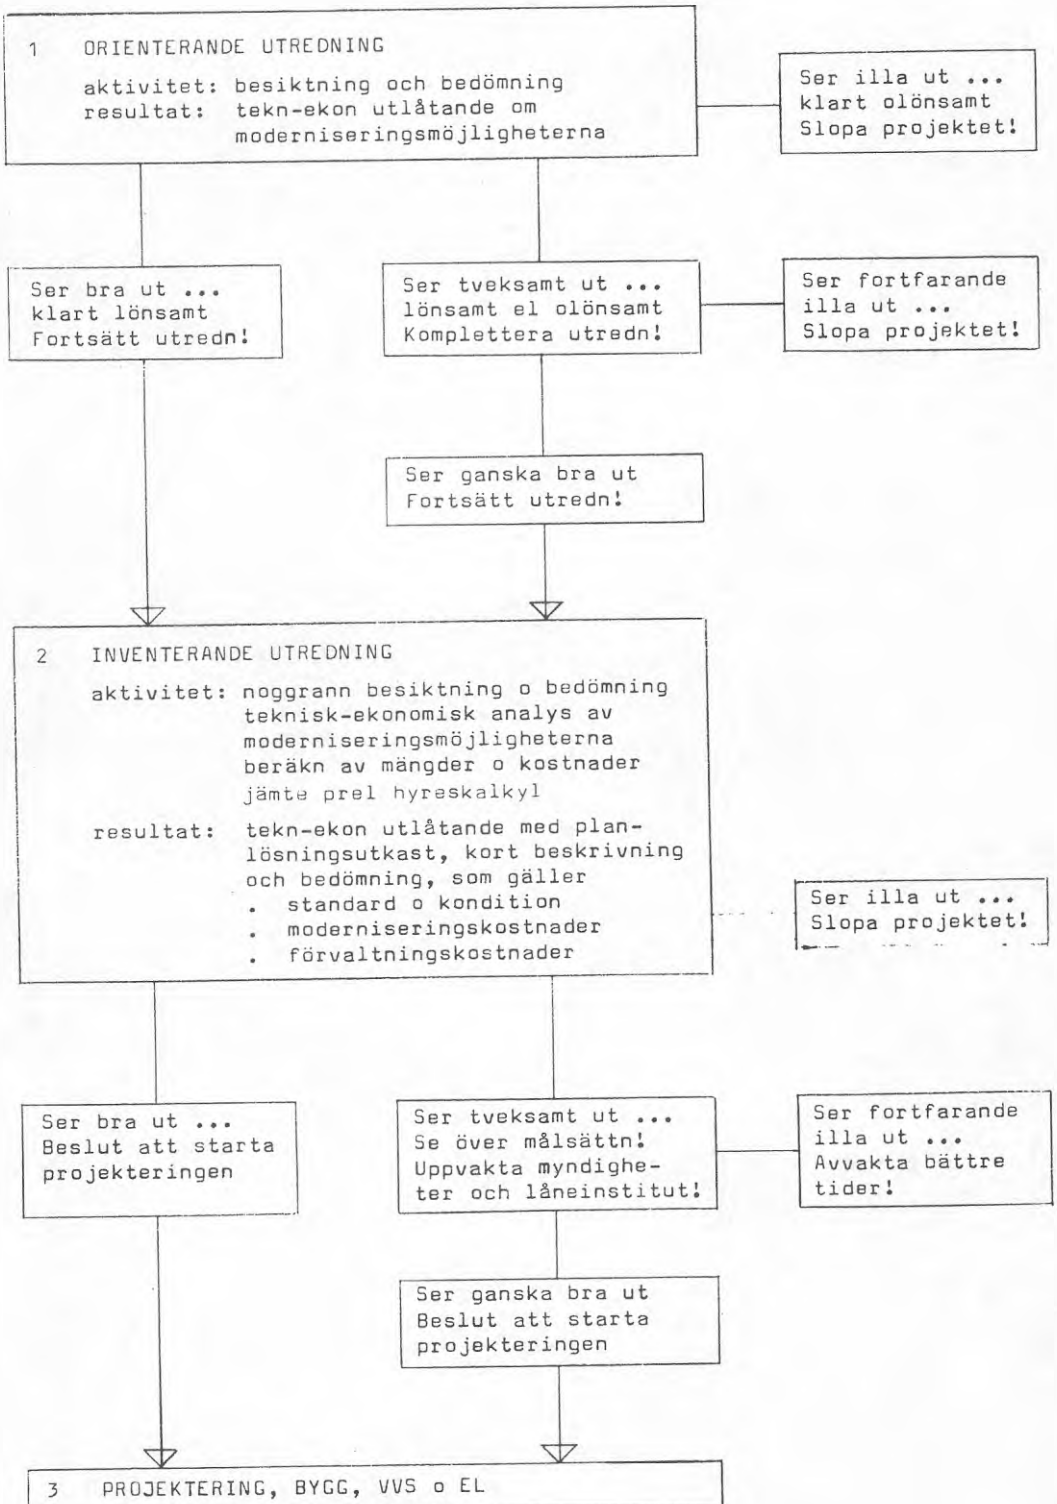 1 ORIENTERANDE UTREDNING
aktivitet: besiktning och bedömning
resultat: tekn-ekon utlåtande om
moderniseringsmöjligheterna
Ser illa ut ...
klart olönsamt
Slopa projektet!
Ser bra ut ...
klart lönsamt
Fortsätt utredn!
Ser tveksamt ut ...
lönsamt el olönsamt
Komplettera utredn!
Ser fortfarande
illa ut ...
Slopa projektet!
Ser ganska bra ut
Fortsätt utredn!
2 INVENTERANDE UTREDNING
aktivitet: noggrann besiktning o bedömning
teknisk-ekonomisk analys av
moderniseringsmöjligheterna
beräkn av mängder o kostnader
jämte prel hyreskalkyl
resultat: tekn-ekon utlåtande med plan-
lösningsutkast, kort beskrivning
och bedömning, som gäller
. standard o kondition
. moderniseringskostnader
. förvaltningskostnader
Ser illa ut ...
Slopa projektet!
Ser bra ut ...
Beslut att starta
projekteringen
Ser tveksamt ut ...
Se över målsättn!
Uppvakta myndighe-
ter och låneinstitut!
Ser fortfarande
illa ut ...
Avvakta bättre
tider!
Ser ganska bra ut
Beslut att starta
projekteringen
3 PROJEKTERING, BYGG, VVS o EL